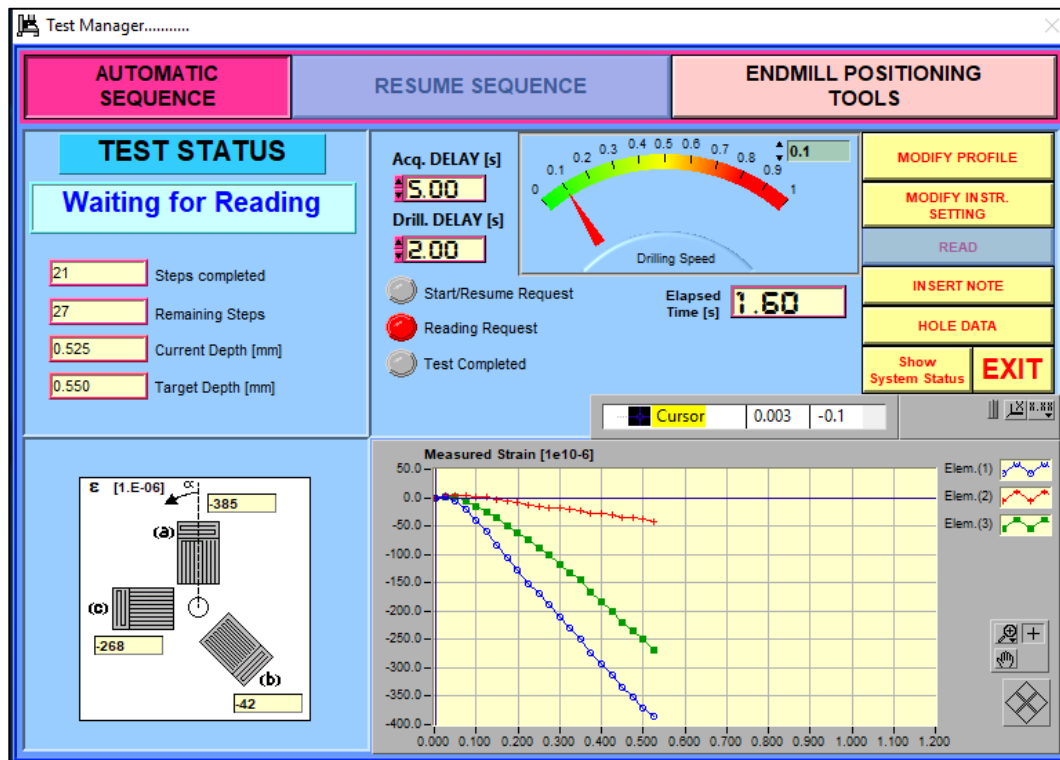 Test Manager...........
AUTOMATIC
SEQUENCE
RESUME SEQUENCE
ENDMILL POSITIONING
TOOLS
TEST STATUS
Waiting for Reading
21 Steps completed
27 Remaining Steps
0.525 Current Depth [mm]
0.550 Target Depth [mm]
Acq. DELAY [s]
5.00
Drill. DELAY [s]
2.00
Start/Resume Request
Reading Request
Test Completed
0 0.1 0.2 0.3 0.4 0.5 0.6 0.7 0.8 0.9 1
0.1
Drilling Speed
Elapsed
Time [s]
1.60
MODIFY PROFILE
MODIFY INSTR.
SETTING
READ
INSERT NOTE
HOLE DATA
Show
System Status
EXIT
Cursor 0.003 -0.1
ε [1.E-06] α
-385
(a)
(c)
-268
(b)
-42
Measured Strain [1e10-6]
50.0
0.0
-50.0
-100.0
-150.0
-200.0
-250.0
-300.0
-350.0
-400.0
0.000 0.100 0.200 0.300 0.400 0.500 0.600 0.700 0.800 0.900 1.000 1.100 1.200
Elem.(1)
Elem.(2)
Elem.(3)